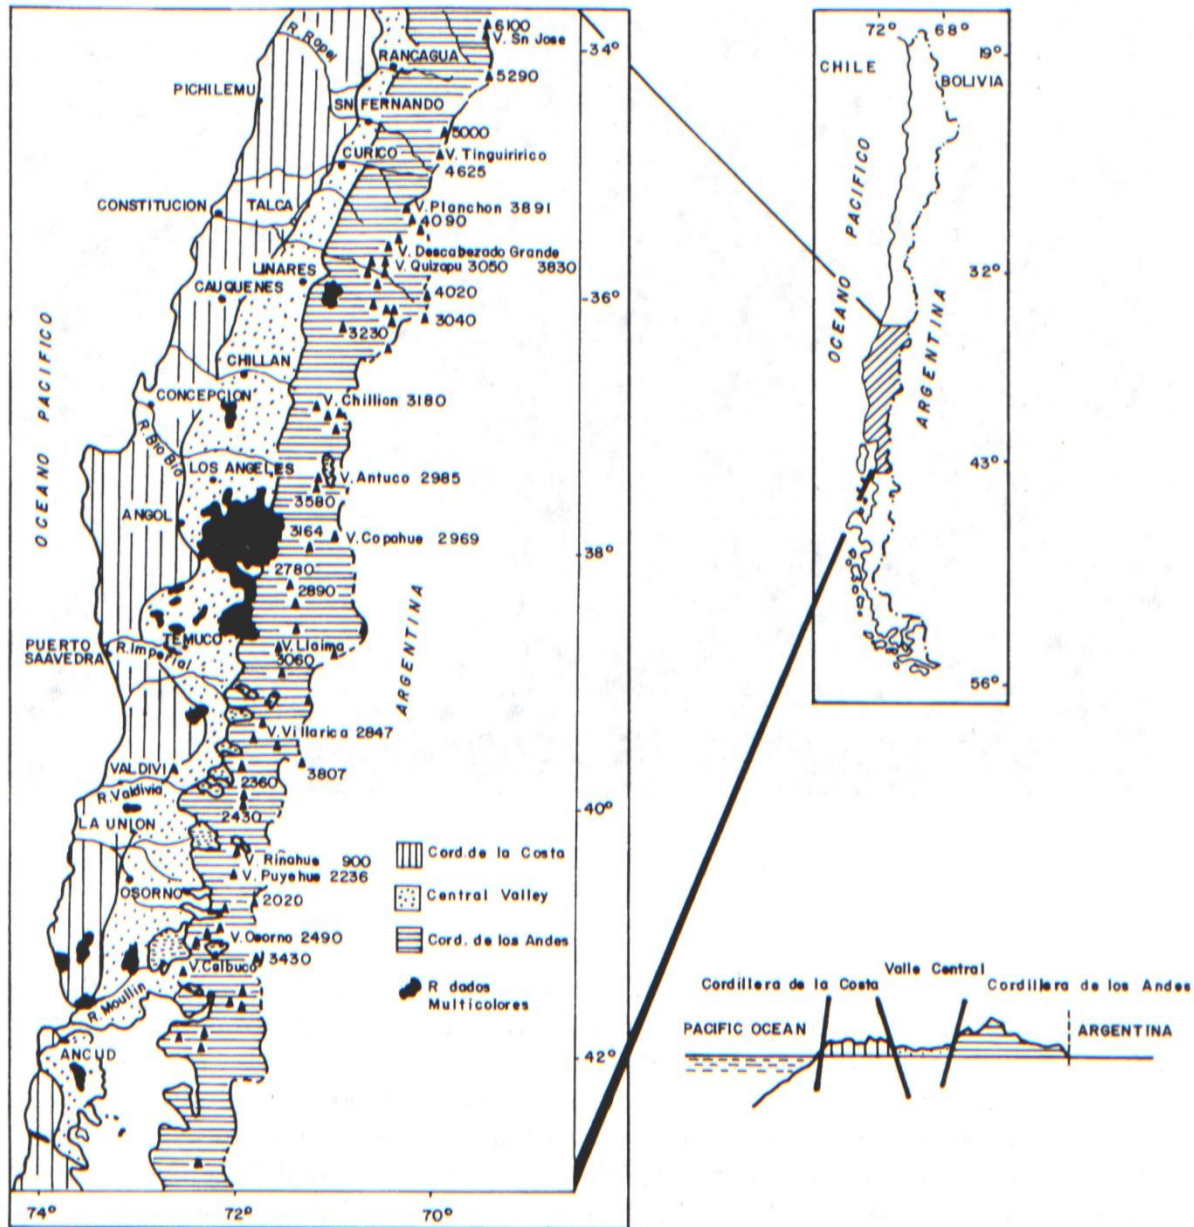 6100
V. Sn Jose
34°
R. Rapel
RANCAGUA
5290
PICHILEMU
SN FERNANDO
5000
CURICO
V. Tinguiririca
4625
CONSTITUCION
TALCA
V. Planchon 3891
4090
V. Descabezado Grande
LINARES
V. Quizapu 3050 3830
CAUQUENES
4020
36°
3040
3230
CHILLAN
V. Chillion 3180
CONCEPCION
R. Bio Bio
LOS ANGELES
V. Antuco 2985
3580
ANGOL
3164
V. Copahue 2969
38°
2780
2890
TEMUCO
V. Llaima
3060
PUERTO
SAAVEDRA
R. Imperial
V. Villarica 2847
VALDIVI
3807
2360
R. Valdivia
2430
40°
LA UNION
V. Rinahue 900
V. Puyehue 2236
OSORNO
2020
V. Osorno 2490
3430
V. Calbuco
R. Moullin
ANCUD
42°
OCEANO PACIFICO
ARGENTINA
Cord. de la Costa
Central Valley
Cord. de los Andes
R dados
Multicolores
74°
72°
70°
72° 68°
19°
CHILE
BOLIVIA
OCEANO PACIFICO
ARGENTINA
32°
43°
56°
Valle Central
Cordillera de la Costa
Cordillera de los Andes
PACIFIC OCEAN
ARGENTINA